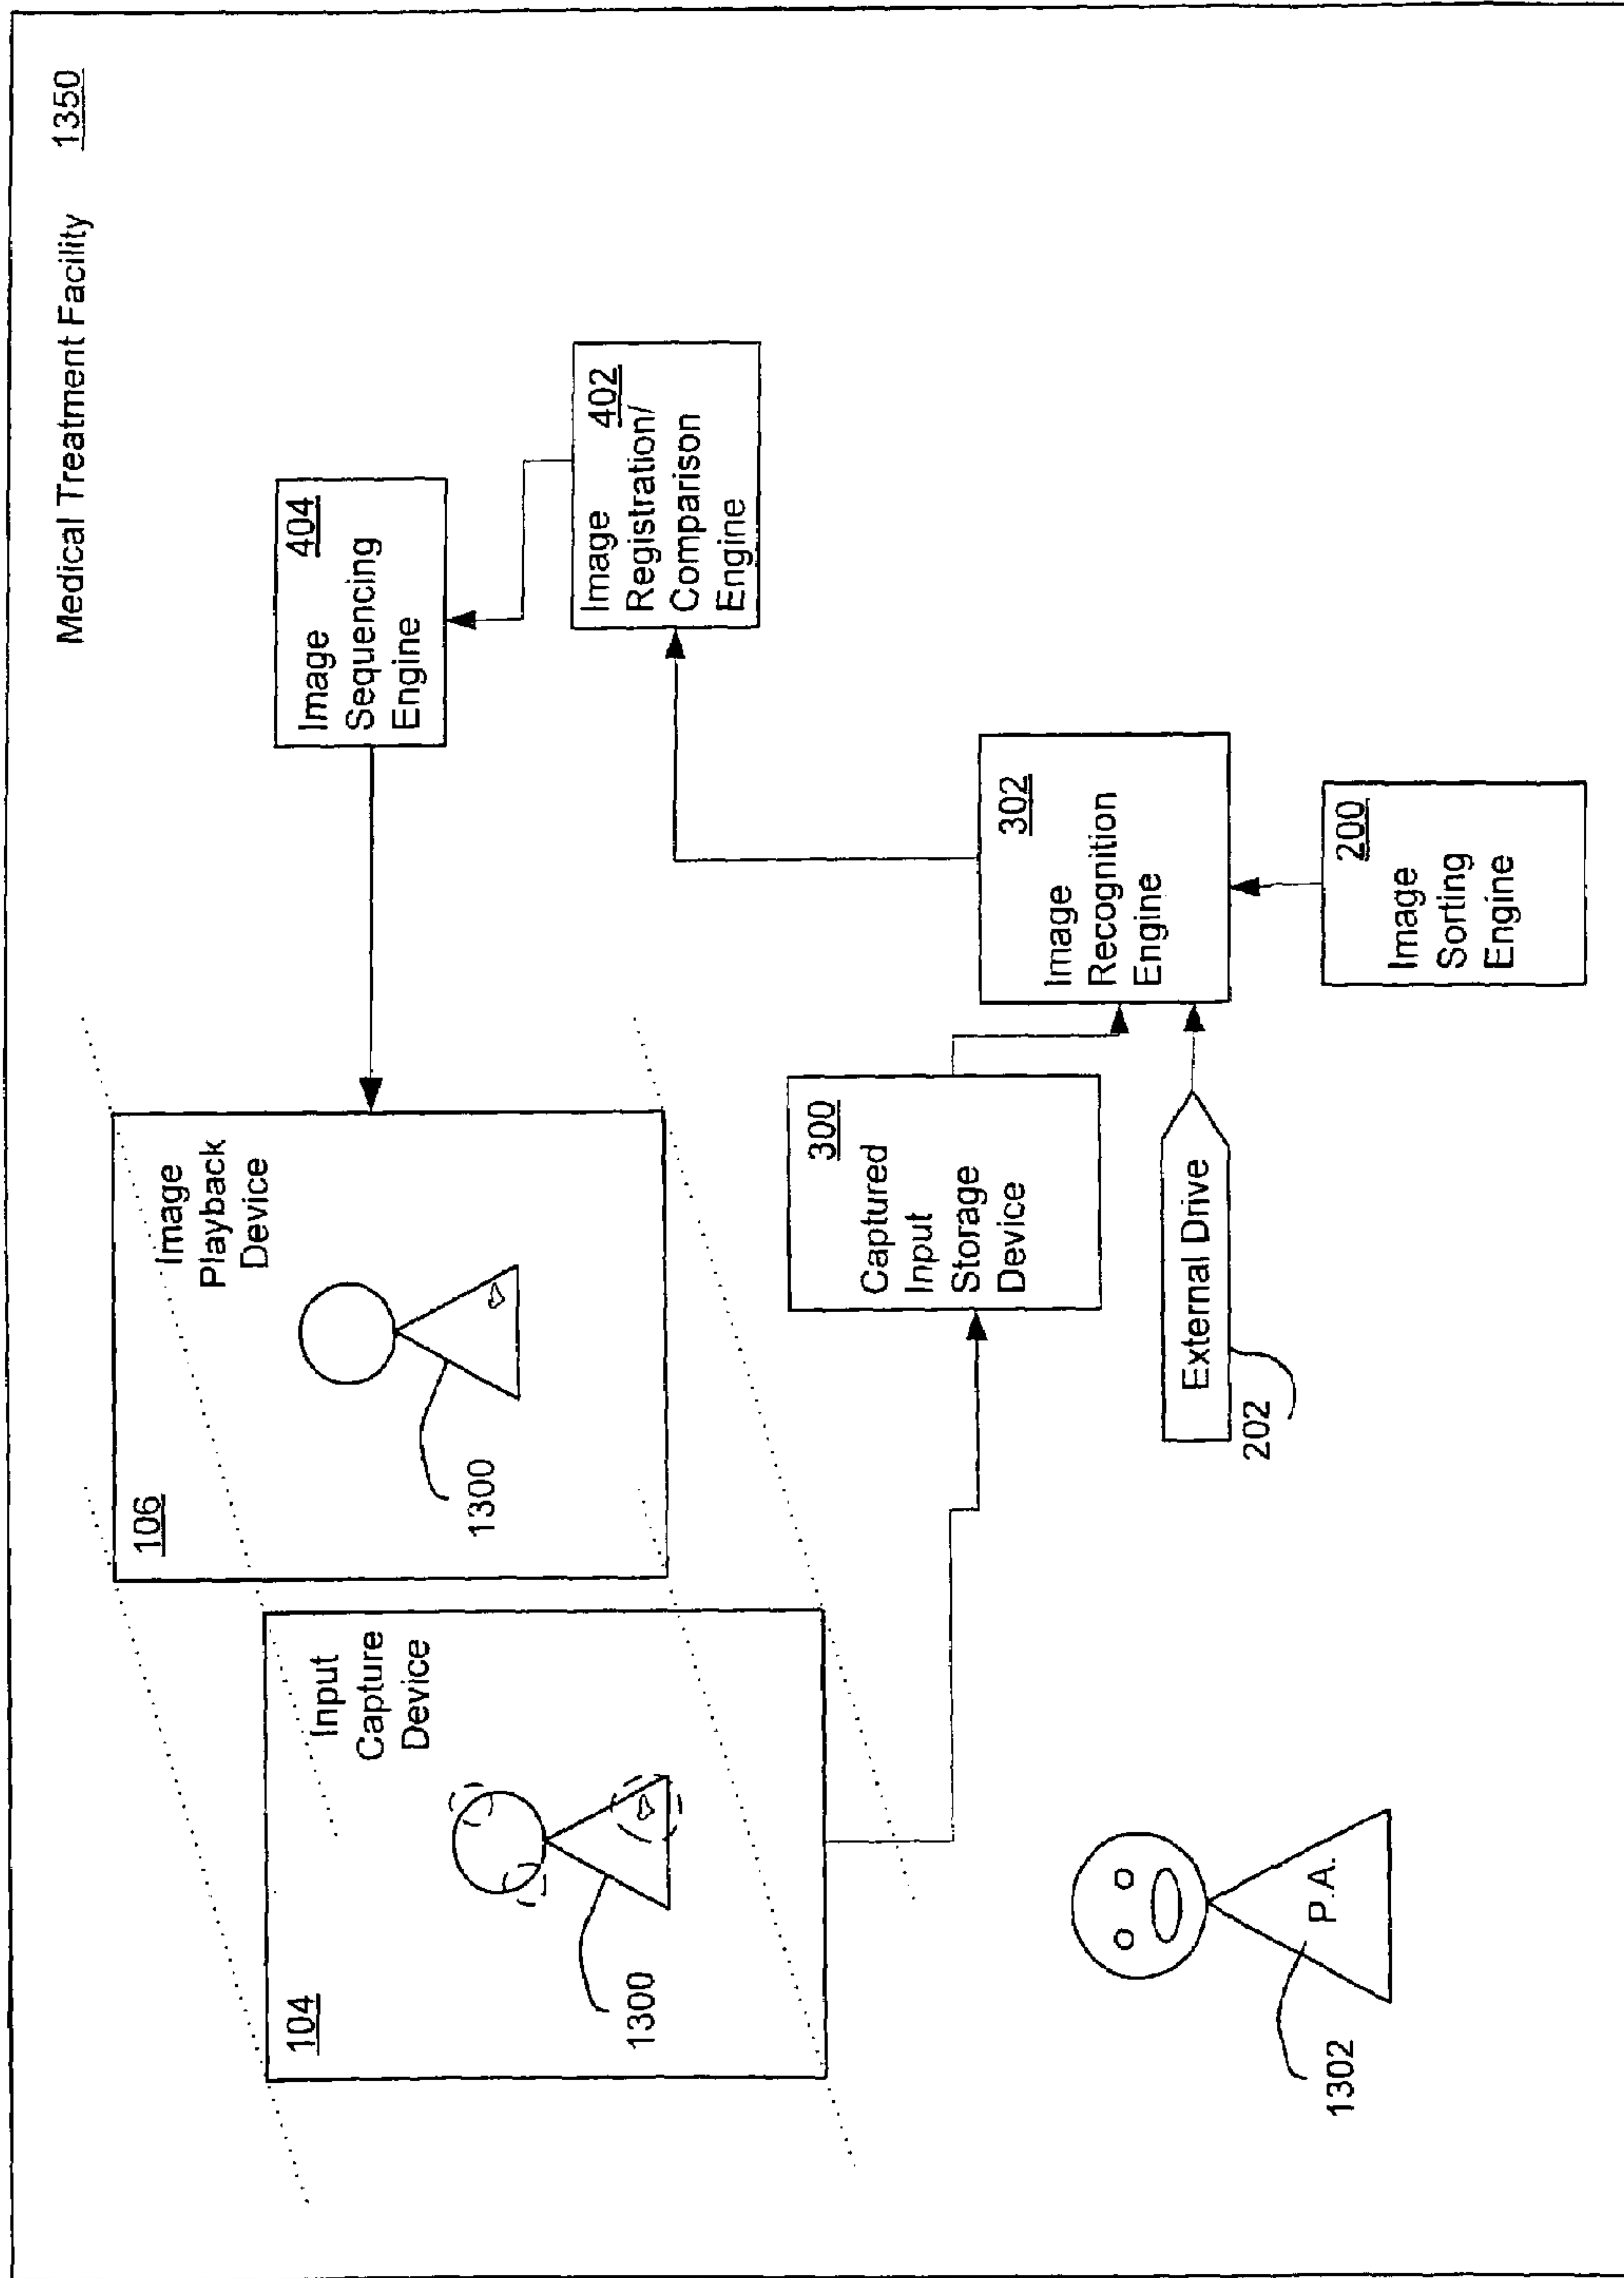 Medical Treatment Facility 1350
106
Image
Playback
Device
1300
404
Image
Sequencing
Engine
104
Input
Capture
Device
1300
402
Image
Registration/
Comparison
Engine
300
Captured
Input
Storage
Device
302
Image
Recognition
Engine
External Drive
202
200
Image
Sorting
Engine
P.A.
1302